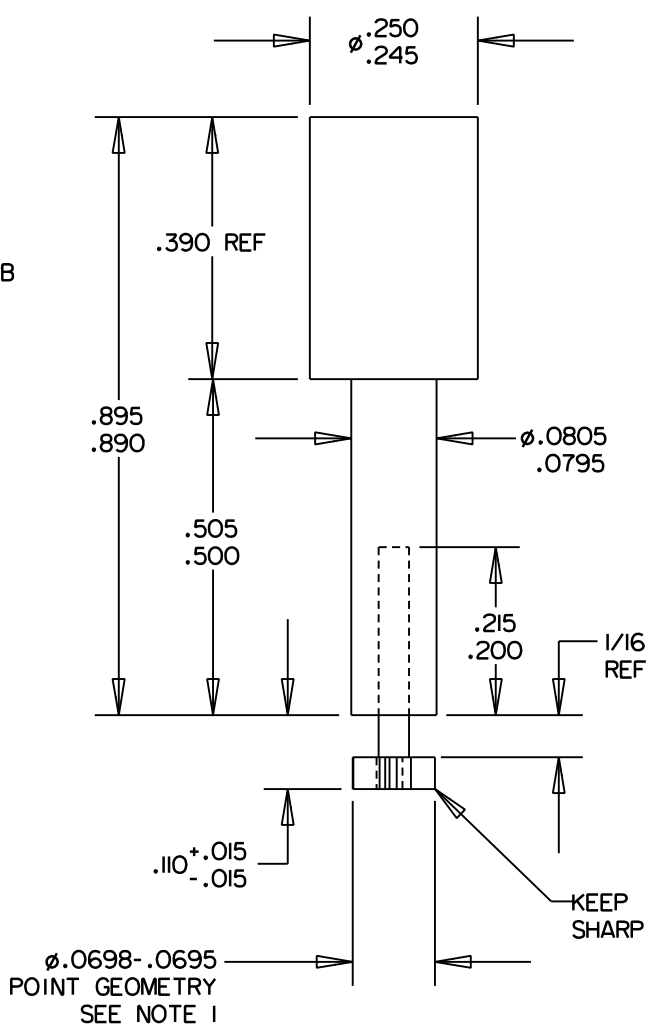 ø.250
.245
.390 REF
B
.895
.890
ø.0805
.0795
.505
.500
.215
.200
1/16
REF
.110+.015
-.015
KEEP
SHARP
ø.0698-.0695
POINT GEOMETRY
SEE NOTE 1